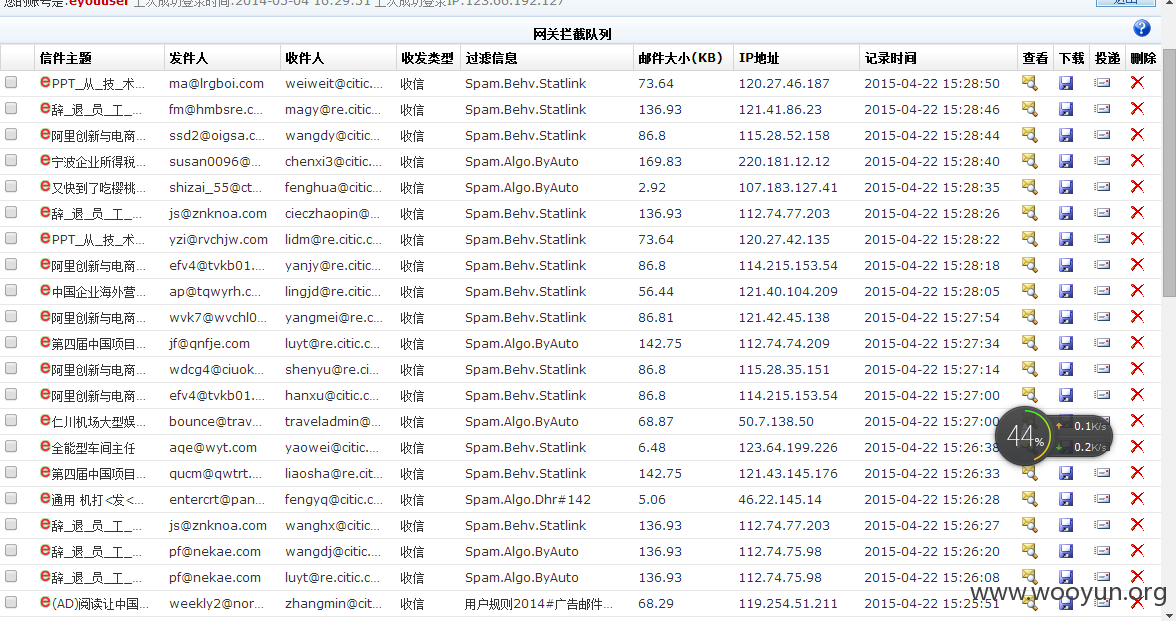 您的账号是:eyouuser 上次成功登录时间:2014-05-04 16:29:51 上次成功登录IP:123.66.192.127 退出
网关拦截队列
信件主题 发件人 收件人 收发类型 过滤信息 邮件大小(KB) IP地址 记录时间 查看 下载 投递 删除
PPT_从_技_术... ma@lrgboi.com weiweit@citic.... 收信 Spam.Behv.Statlink 73.64 120.27.46.187 2015-04-22 15:28:50
辞_退_员_工_... fm@hmbsre.c... magy@re.citic... 收信 Spam.Behv.Statlink 136.93 121.41.86.23 2015-04-22 15:28:46
阿里创新与电商... ssd2@oigsa.c... wangdy@citic... 收信 Spam.Behv.Statlink 86.8 115.28.52.158 2015-04-22 15:28:44
宁波企业所得税... susan0096@... chenxi3@citic... 收信 Spam.Algo.ByAuto 169.83 220.181.12.12 2015-04-22 15:28:40
又快到了吃樱桃... shizai_55@ct... fenghua@citic... 收信 Spam.Algo.ByAuto 2.92 107.183.127.41 2015-04-22 15:28:35
辞_退_员_工_... js@znknoa.com cieczhaopin@... 收信 Spam.Behv.Statlink 136.93 112.74.77.203 2015-04-22 15:28:26
PPT_从_技_术... yzi@rvchjw.com lidm@re.citic... 收信 Spam.Behv.Statlink 73.64 120.27.42.135 2015-04-22 15:28:22
阿里创新与电商... efv4@tvkb01.... yanjy@re.citic... 收信 Spam.Behv.Statlink 86.8 114.215.153.54 2015-04-22 15:28:18
中国企业海外营... ap@tqwyrh.c... lingjd@re.citic... 收信 Spam.Behv.Statlink 56.44 121.40.104.209 2015-04-22 15:28:05
阿里创新与电商... wvk7@wvchl0... yangmei@re.c... 收信 Spam.Behv.Statlink 86.81 121.42.45.138 2015-04-22 15:27:54
第四届中国项目... jf@qnfje.com luyt@re.citic.c... 收信 Spam.Algo.ByAuto 142.75 112.74.74.209 2015-04-22 15:27:34
阿里创新与电商... wdcg4@ciuok... shenyu@re.ci... 收信 Spam.Behv.Statlink 86.8 115.28.35.151 2015-04-22 15:27:14
阿里创新与电商... efv4@tvkb01.... hanxu@citic.c... 收信 Spam.Behv.Statlink 86.8 114.215.153.54 2015-04-22 15:27:00
仁川机场大型娱... bounce@trav... traveladmin@... 收信 Spam.Algo.ByAuto 68.87 50.7.138.50 2015-04-22 15:27:00
44% 0.1K/s
0.2K/s
全能型车间主任 aqe@wyt.com yaowei@citic... 收信 Spam.Behv.Statlink 6.48 123.64.199.226 2015-04-22 15:26:38
第四届中国项目... qucm@qwtrt.... liaosha@re.cit... 收信 Spam.Algo.ByAuto 142.75 121.43.145.176 2015-04-22 15:26:33
通用 机打<发<... entercrt@pan... fengyq@citic... 收信 Spam.Algo.Dhr#142 5.06 46.22.145.14 2015-04-22 15:26:28
辞_退_员_工_... js@znknoa.com wanghx@citic... 收信 Spam.Behv.Statlink 136.93 112.74.77.203 2015-04-22 15:26:27
辞_退_员_工_... pf@nekae.com wangdj@citic.... 收信 Spam.Algo.ByAuto 136.93 112.74.75.98 2015-04-22 15:26:20
辞_退_员_工_... pf@nekae.com luyt@re.citic.c... 收信 Spam.Algo.ByAuto 136.93 112.74.75.98 2015-04-22 15:26:08
(AD)阅读让中国... weekly2@nor... zhangmin@cit... 收信 用户规则2014#广告邮件... 68.29 119.254.51.211 2015-04-22 15:25:51
www.wooyun.org